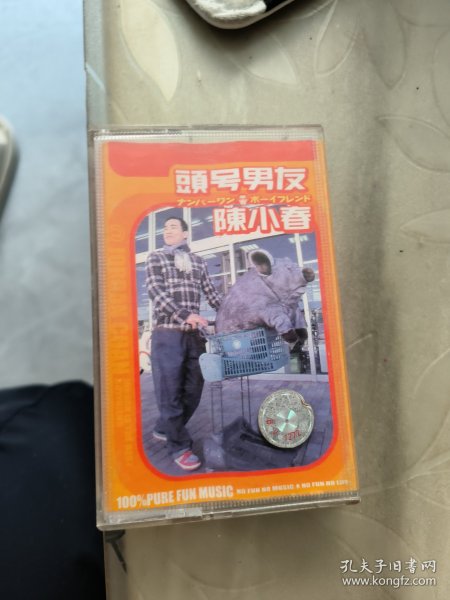 頭号男友
ナンバーワン ボーイフレンド
陳小春
100%PURE FUN MUSIC NO FUN NO MUSIC & NO FUN NO LIFE
孔夫子旧书网
www.kongfz.com